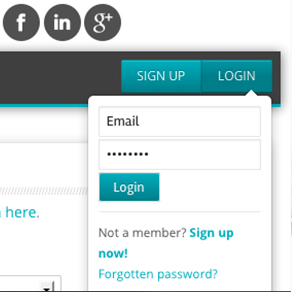 f in g+
SIGN UP LOGIN
Email
••••••••
Login
here.
Not a member? Sign up
now!
Forgotten password?